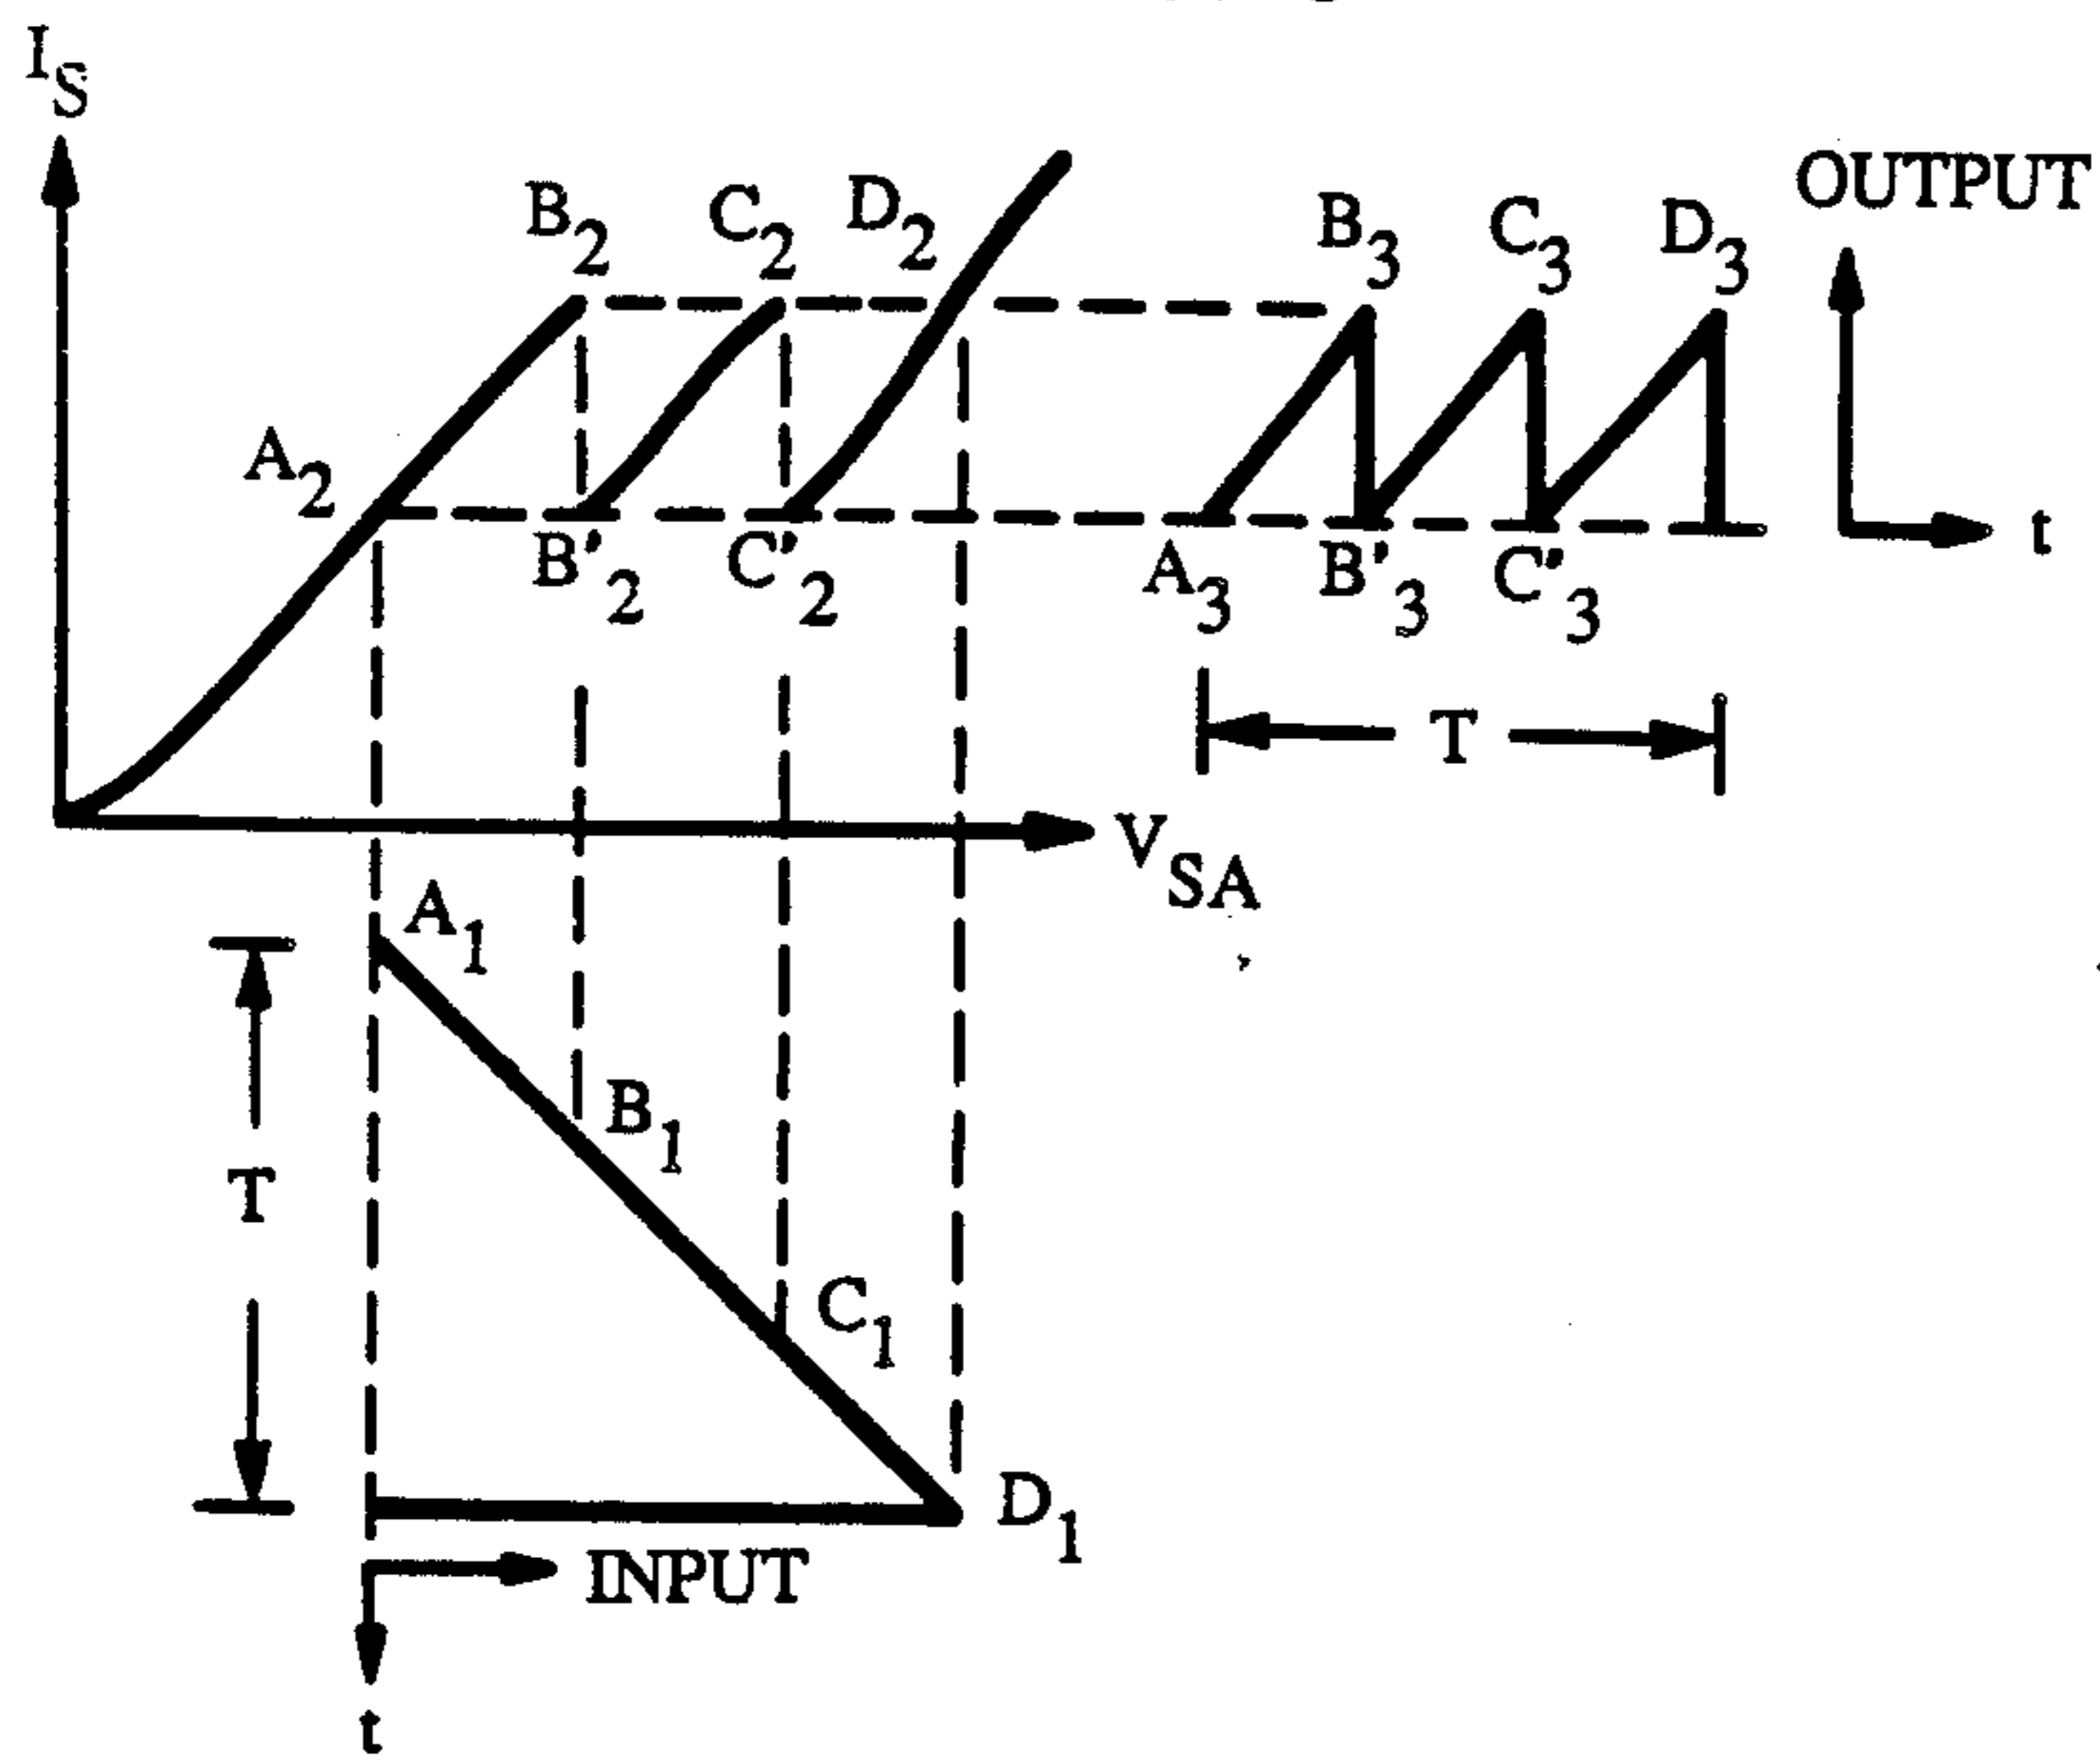 I_S
B_2 C_2 D_2
B_3 C_3 D_3
OUTPUT
A_2
B'_2 C'_2
A_3 B'_3 C'_3
t
T
V_SA
A_1
B_1
T
C_1
D_1
INPUT
t